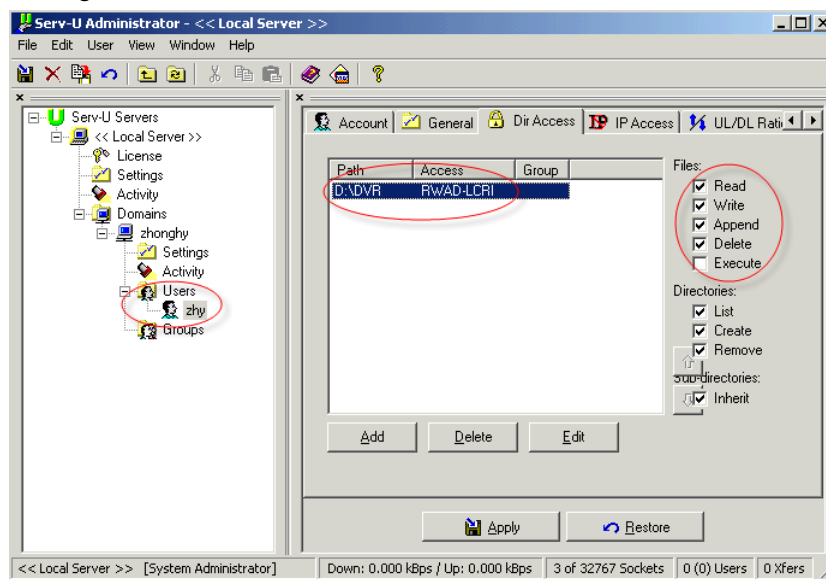 Serv-U Administrator - << Local Server >>
File Edit User View Window Help
Serv-U Servers
<< Local Server >>
License
Settings
Activity
Domains
zhonghy
Settings
Activity
Users
zhy
Groups
Account General Dir Access IP Access UL/DL Rati
Path Access Group
D:\DVR RWAD-LCRI
Files:
Read
Write
Append
Delete
Execute
Directories:
List
Create
Remove
Sub-directories:
Inherit
Add Delete Edit
Apply Restore
<< Local Server >> [System Administrator] Down: 0.000 kBps / Up: 0.000 kBps 3 of 32767 Sockets 0 (0) Users 0 Xfers